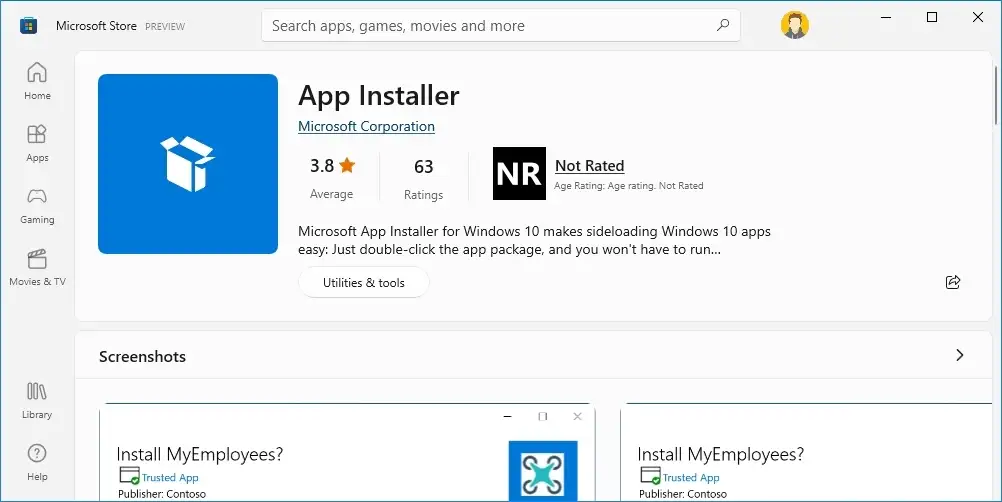 Microsoft Store PREVIEW
Search apps, games, movies and more
Home
Apps
Gaming
Movies & TV
Library
Help
App Installer
Microsoft Corporation
3.8
Average
63
Ratings
NR
Not Rated
Age Rating: Age rating. Not Rated
Microsoft App Installer for Windows 10 makes sideloading Windows 10 apps
easy: Just double-click the app package, and you won't have to run...
Utilities & tools
Screenshots
Install MyEmployees?
Trusted App
Publisher: Contoso
Install MyEmployees?
Trusted App
Publisher: Contoso